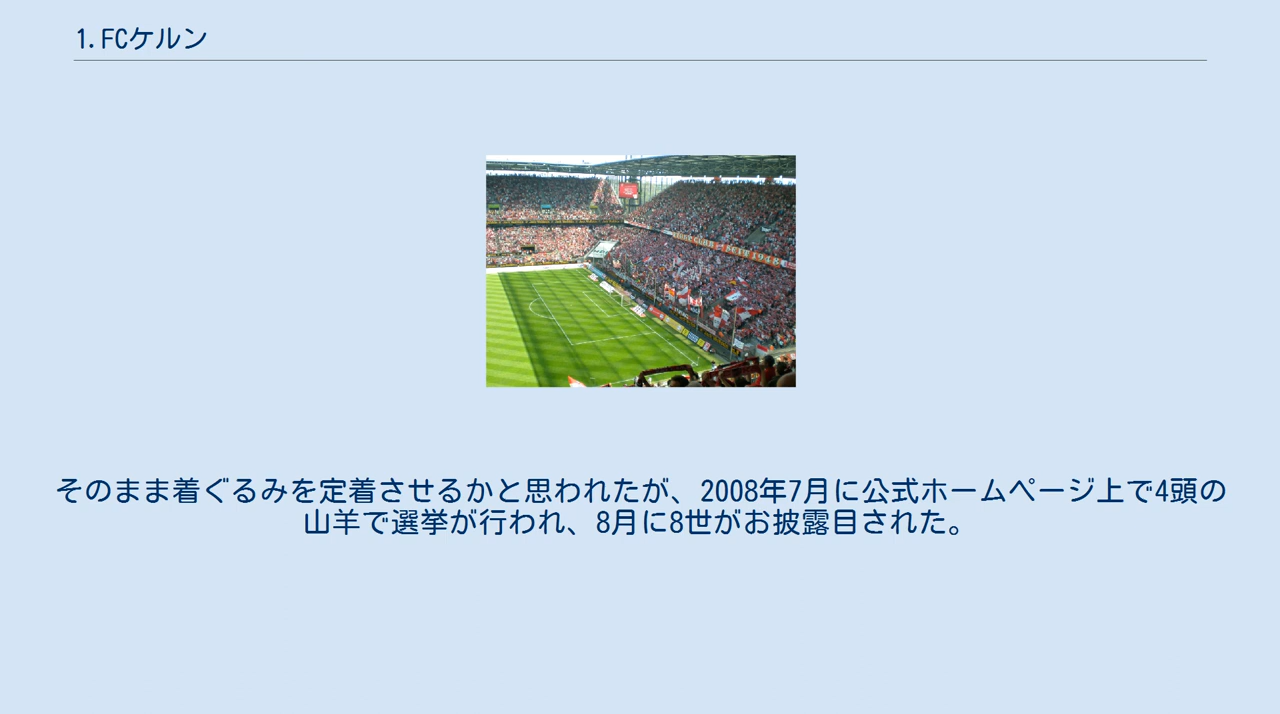 1.FCケルン
そのまま着ぐるみを定着させるかと思われたが、2008年7月に公式ホームページ上で4頭の
山羊で選挙が行われ、8月に8世がお披露目された。